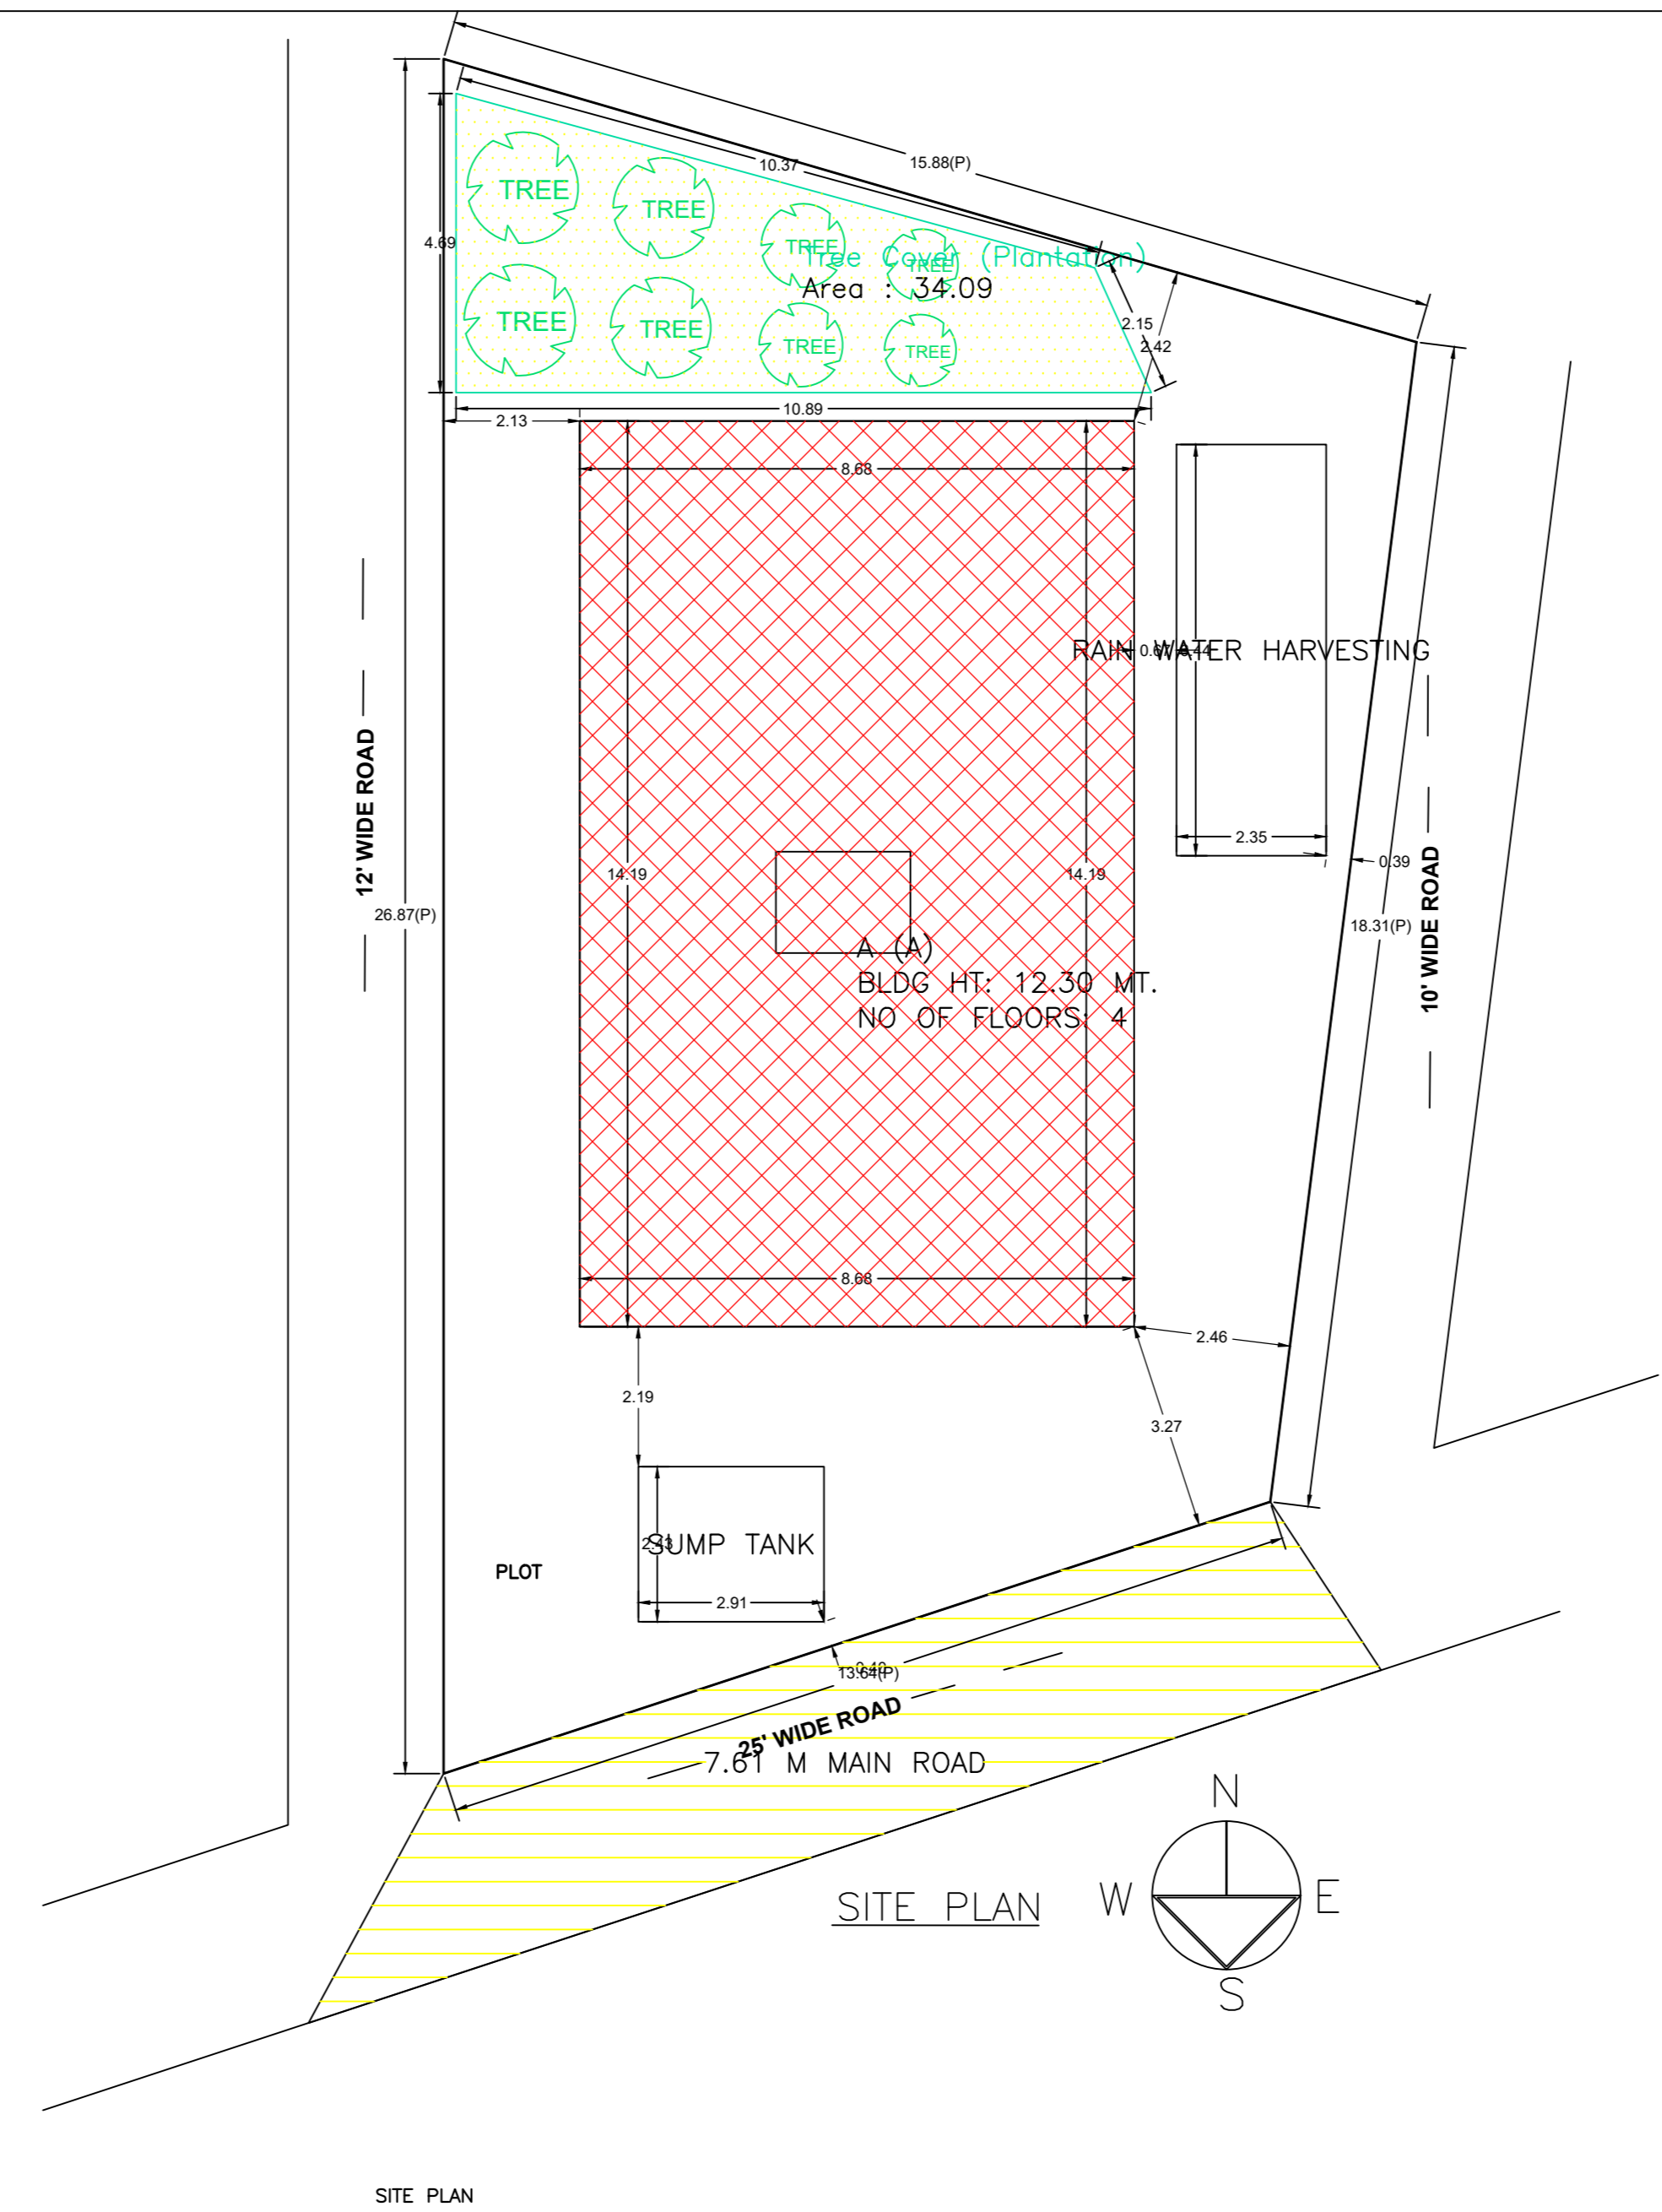 15.88(P)
10.37
TREE
TREE
TREE
TREE
4.69
Tree Cover (Plantation)
Area : 34.09
TREE
TREE
TREE
TREE
2.15
2.42
10.89
2.13
8.68
RAIN WATER HARVESTING
0.67
2.35
12' WIDE ROAD
14.19
14.19
0.39
26.87(P)
18.31(P)
10' WIDE ROAD
A (A)
BLDG HT: 12.30 MT.
NO OF FLOORS: 4
8.68
2.46
2.19
3.27
SUMP TANK
2.43
PLOT
2.91
13.64(P)
25' WIDE ROAD
7.61 M MAIN ROAD
N
W
E
S
SITE PLAN
SITE PLAN